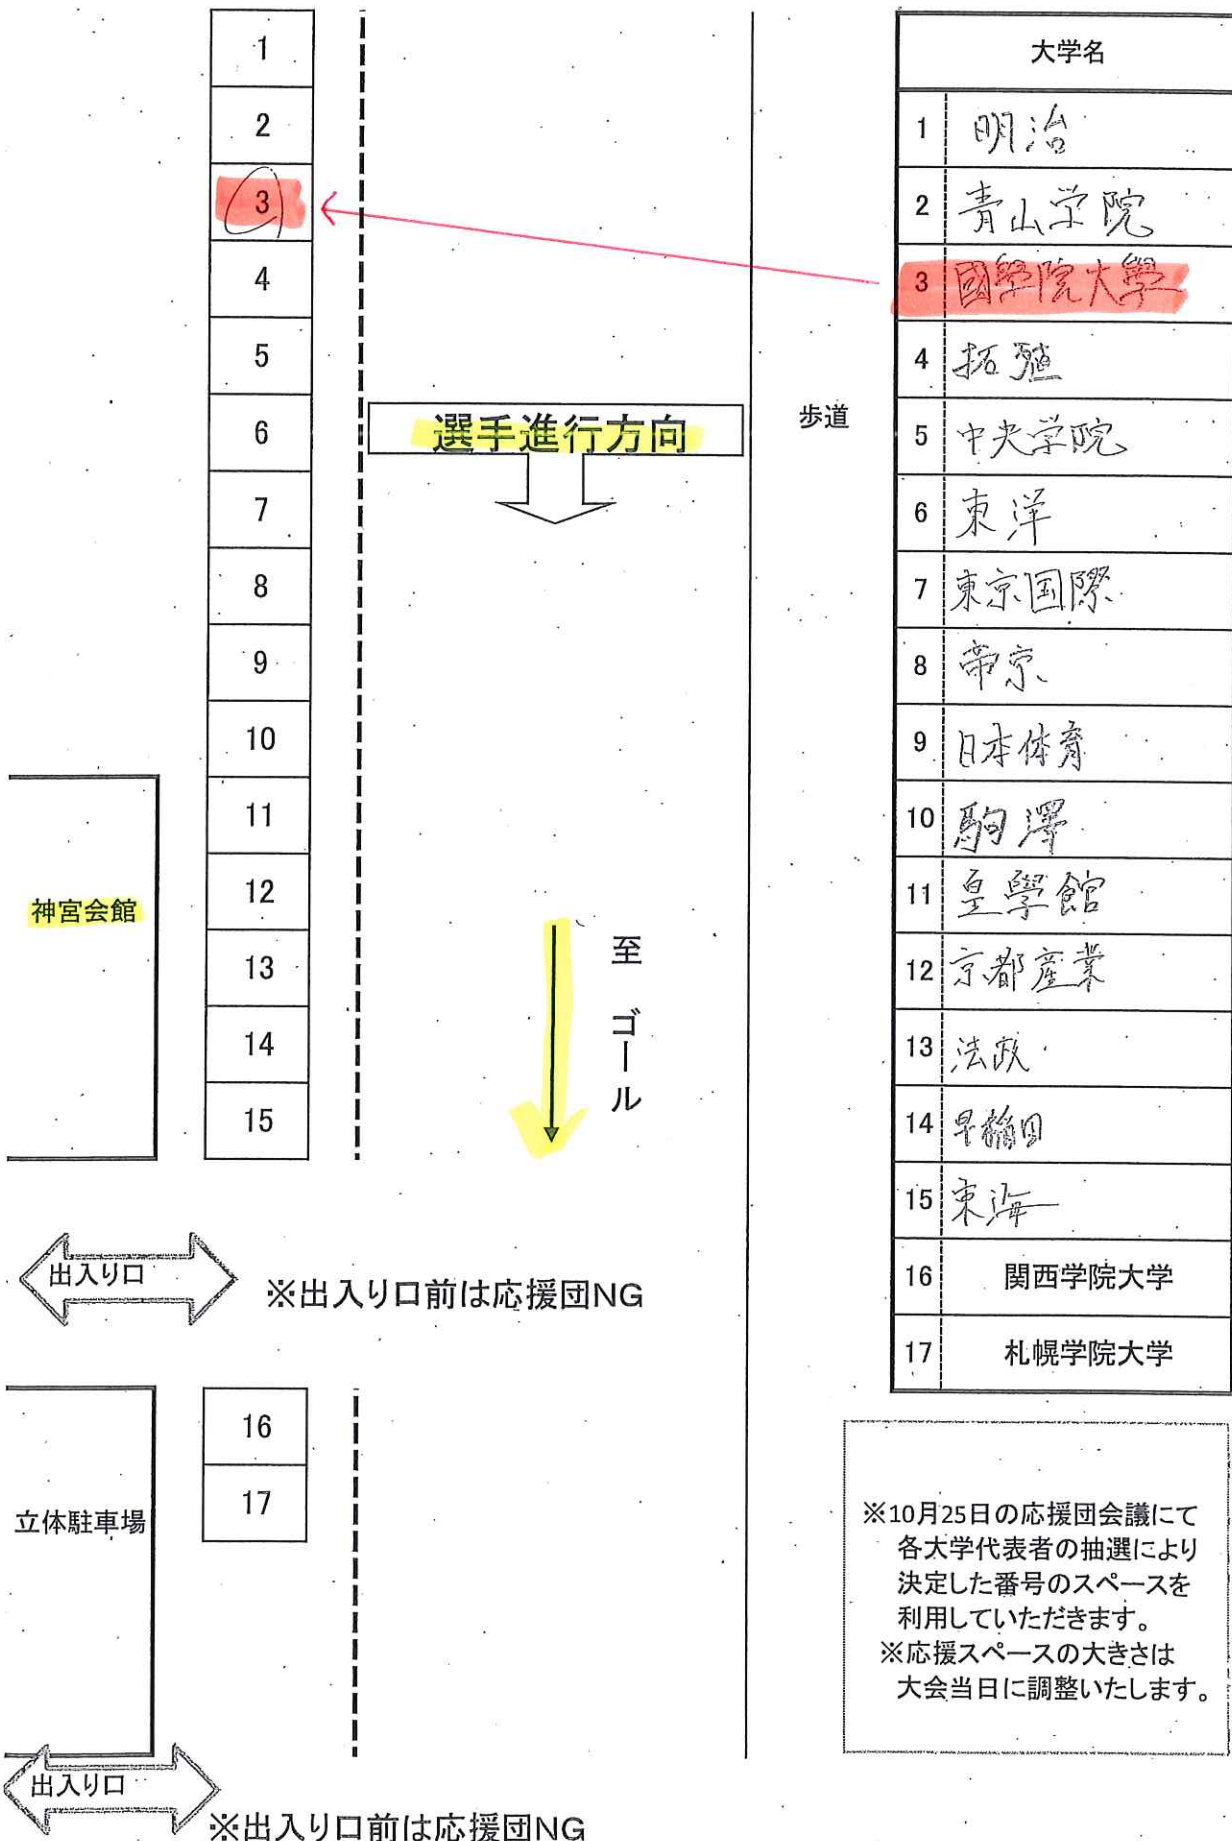 1
2
3
4
5
6
7
8
9
10
11
12
13
14
15
選手進行方向
歩道
神宮会館
至 ゴール
出入り口
※出入り口前は応援団NG
16
17
立体駐車場
出入り口
※出入り口前は応援団NG
大学名
1 明治
2 青山学院
3 國學院大學
4 拓殖
5 中央学院
6 東洋
7 東京国際
8 帝京
9 日本体育
10 駒澤
11 皇學館
12 京都産業
13 法政
14 早稲田
15 東海
16 関西学院大学
17 札幌学院大学
※10月25日の応援団会議にて
各大学代表者の抽選により
決定した番号のスペースを
利用していただきます。
※応援スペースの大きさは
大会当日に調整いたします。